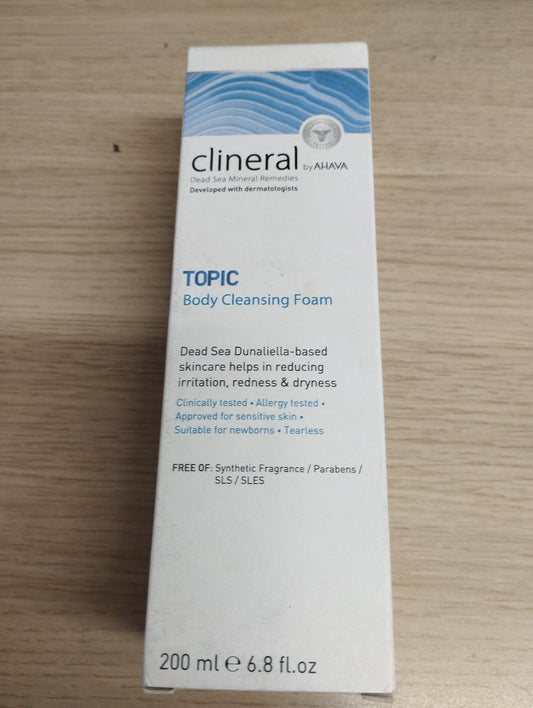 clineral by AHAVA
Dead Sea Mineral Remedies
Developed with dermatologists
TOPIC
Body Cleansing Foam
Dead Sea Dunaliella-based
skincare helps in reducing
irritation, redness & dryness
Clinically tested • Allergy tested •
Approved for sensitive skin •
Suitable for newborns • Tearless
FREE OF: Synthetic Fragrance / Parabens /
SLS / SLES
200 ml ℮ 6.8 fl.oz